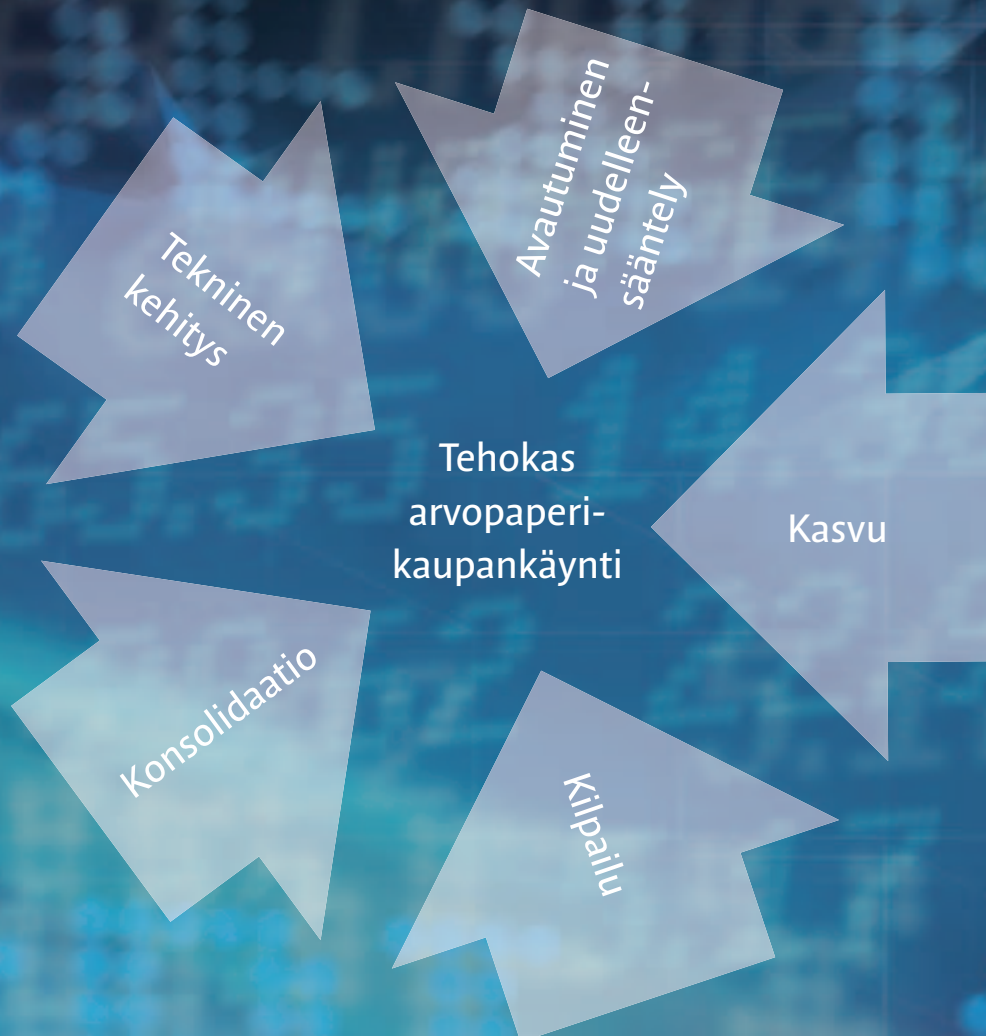 Avautuminen
ja uudelleen-
sääntely
Tekninen
kehitys
Tehokas
arvopaperi-
kaupankäynti
Kasvu
Konsolidaatio
Kilpailu